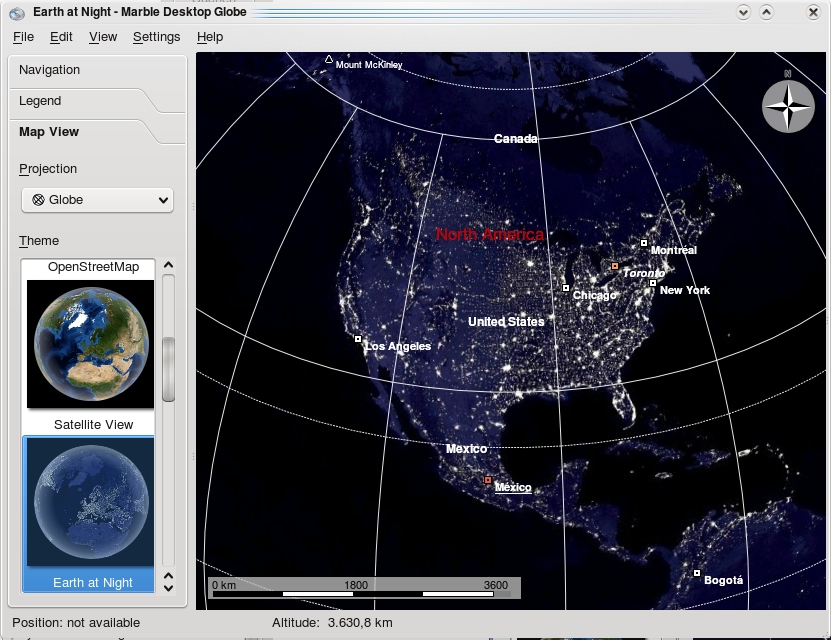 Earth at Night - Marble Desktop Globe
File Edit View Settings Help
Navigation
Legend
Map View
Projection
Globe
Theme
OpenStreetMap
Satellite View
Earth at Night
N
Mount McKinley
Canada
North America
Montreal
Toronto
New York
Chicago
United States
Los Angeles
Mexico
México
Bogotá
0 km 1800 3600
Position: not available Altitude: 3.630,8 km